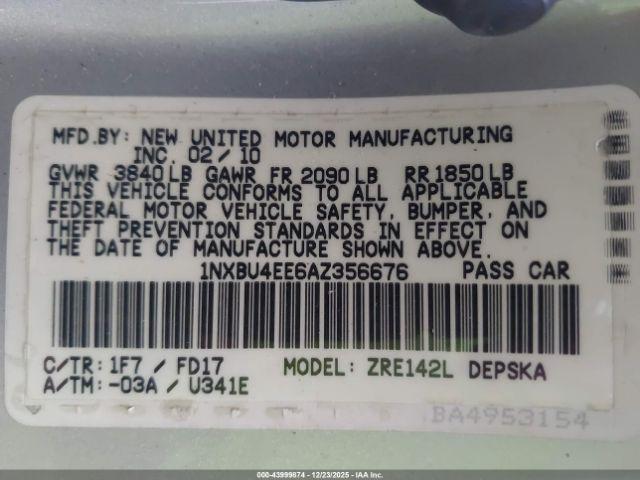 MFD.BY: NEW UNITED MOTOR MANUFACTURING
INC. 02/10
GVWR 3840LB GAWR FR 2090LB RR1850LB
THIS VEHICLE CONFORMS TO ALL APPLICABLE
FEDERAL MOTOR VEHICLE SAFETY, BUMPER, AND
THEFT PREVENTION STANDARDS IN EFFECT ON
THE DATE OF MANUFACTURE SHOWN ABOVE.
1NXBU4EE6AZ356676 PASS CAR
C/TR: 1F7 / FD17 MODEL: ZRE142L DEPSKA
A/TM: -03A / U341E
BA4953154
000-43999874 | 12/23/2025 - Copyright IAA, Inc.